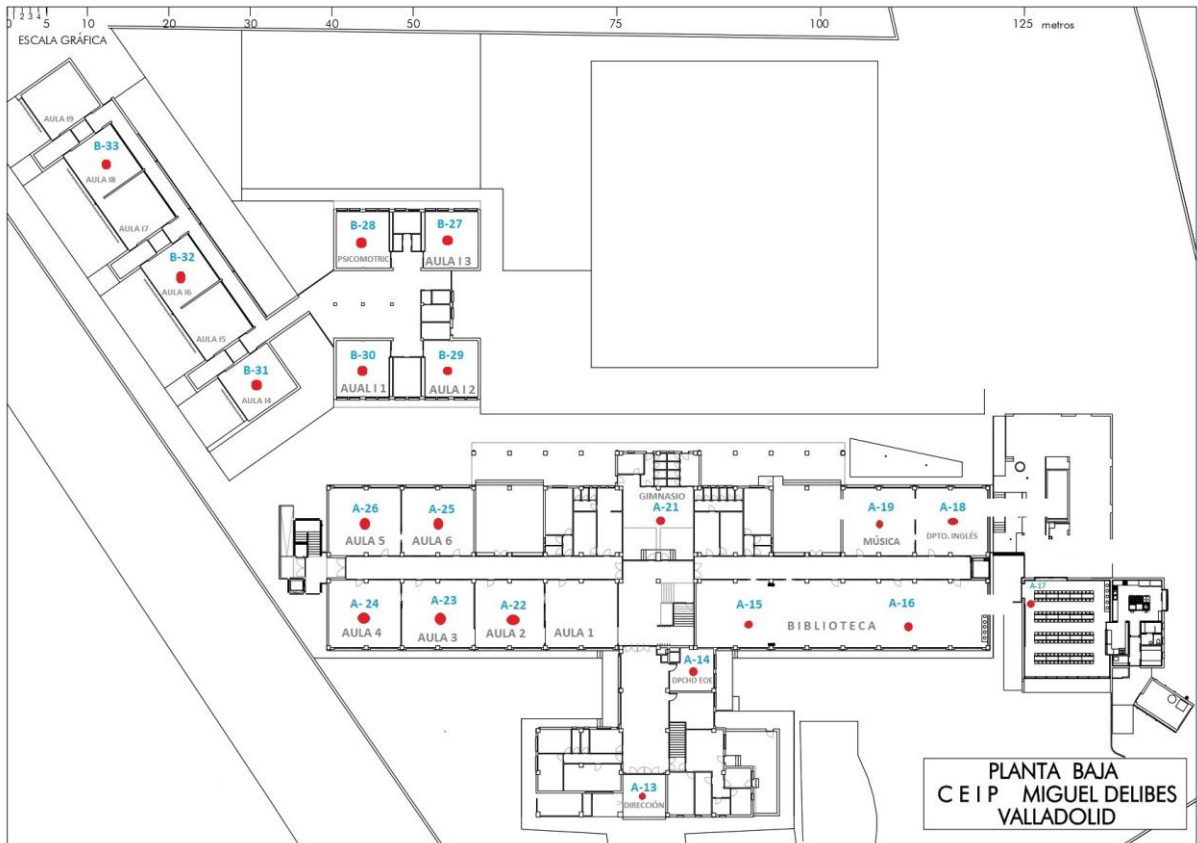 0 1 2 3 4 5 10 20 30 40 50 75 100 125 metros
ESCALA GRÁFICA
AULA I9
B-33
AULA I8
AULA I7
B-32
AULA I6
AULA I5
B-31
AULA I4
B-28
PSICOMOTRIC
B-27
AULA I 3
B-30
AUAL I 1
B-29
AULA I 2
A-26
AULA 5
A-25
AULA 6
GIMNASIO
A-21
A-19
MÚSICA
A-18
DPTO. INGLÉS
A-24
AULA 4
A-23
AULA 3
A-22
AULA 2
AULA 1
A-15
A-16
BIBLIOTECA
A-17
A-14
DPCHO EOE
A-13
DIRECCIÓN
PLANTA BAJA
CEIP MIGUEL DELIBES
VALLADOLID